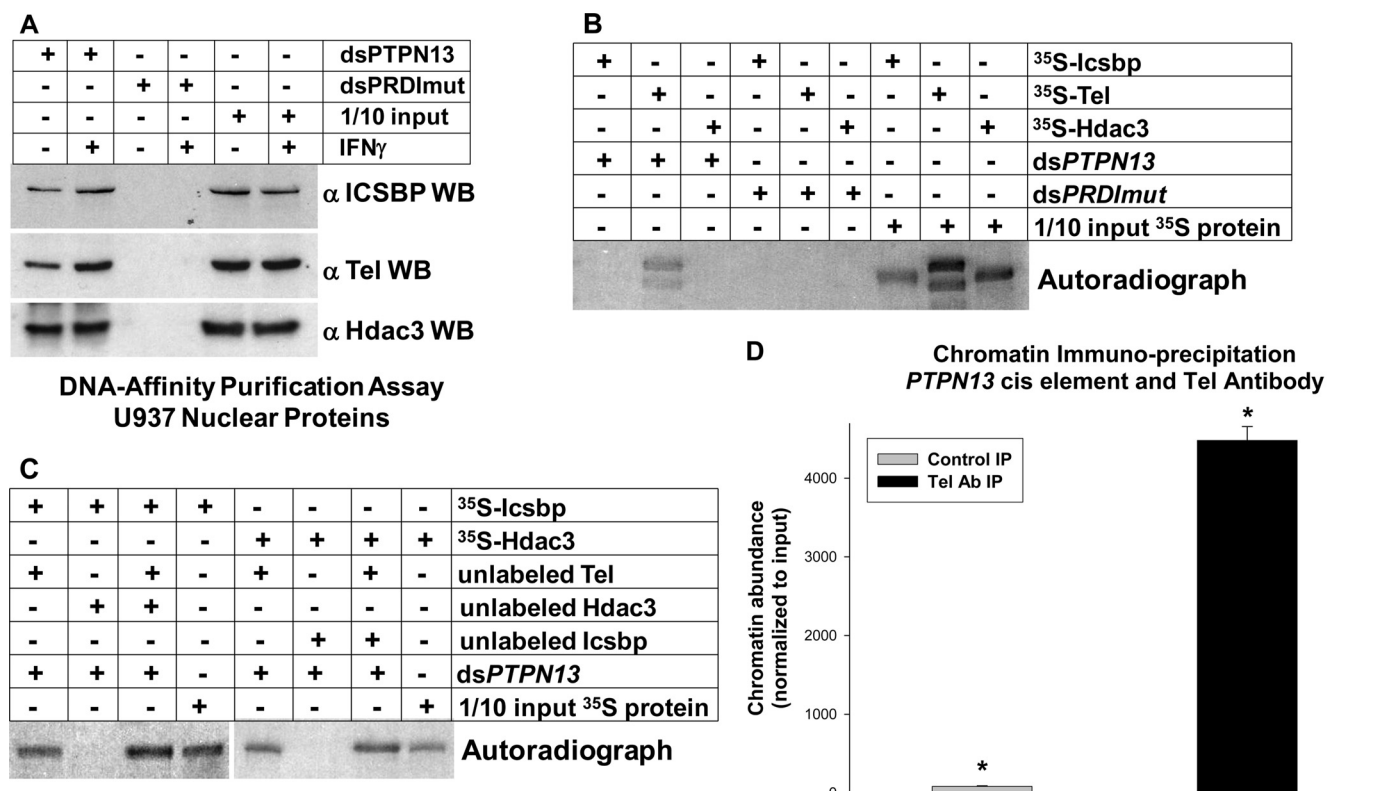 A
+ + - - - - dsPTPN13
- - + + - - dsPRDImut
- - - - + + 1/10 input
- + - + - + IFNγ
α ICSBP WB
α Tel WB
α Hdac3 WB
DNA-Affinity Purification Assay
U937 Nuclear Proteins
B
+ - - + - - + - - ³⁵S-Icsbp
- + - - + - - + - ³⁵S-Tel
- - + - - + - - + ³⁵S-Hdac3
+ + + - - - - - - dsPTPN13
- - - + + + - - - dsPRDImut
- - - - - - + + + 1/10 input ³⁵S protein
Autoradiograph
C
+ + + + - - - - ³⁵S-Icsbp
- - - - + + + + ³⁵S-Hdac3
+ - + - + - + - unlabeled Tel
- + + - - - - - unlabeled Hdac3
- - - - - + + - unlabeled Icsbp
+ + + - + + + - dsPTPN13
- - - + - - - + 1/10 input ³⁵S protein
Autoradiograph
D
Chromatin Immuno-precipitation
PTPN13 cis element and Tel Antibody
Control IP
Tel Ab IP
Chromatin abundance
(normalized to input)
4000
3000
2000
1000
0
*
*